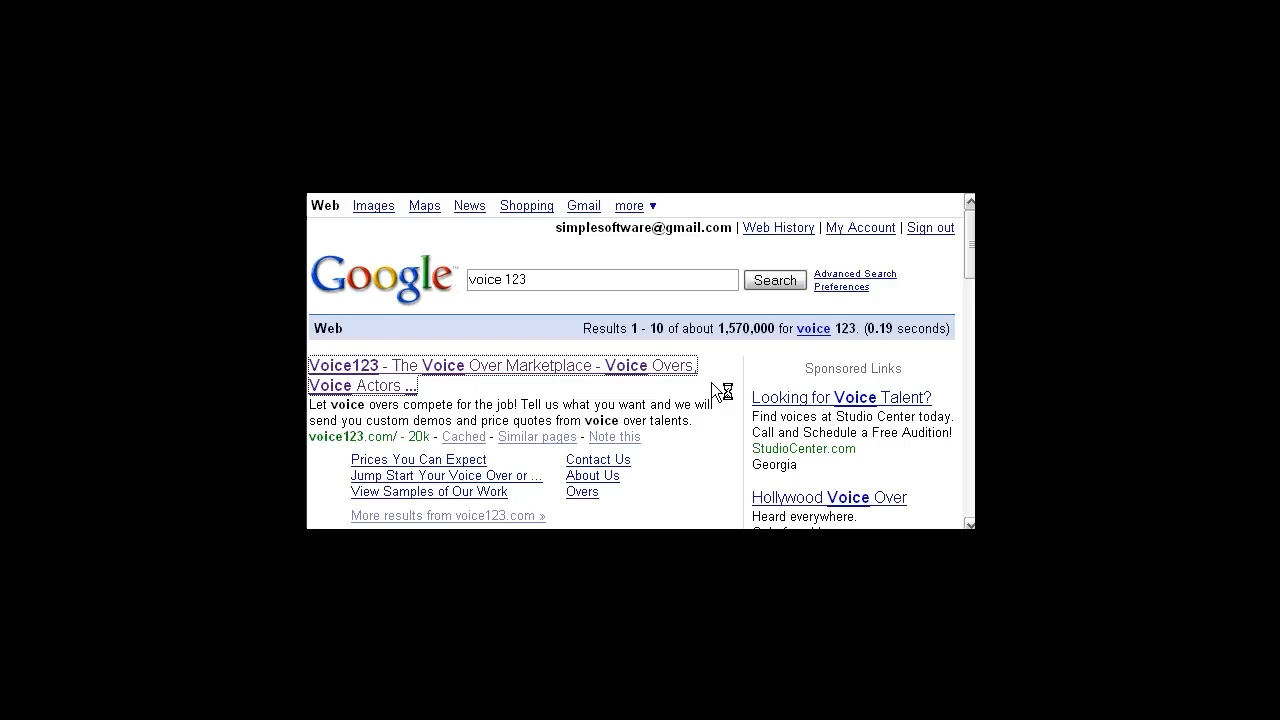 Web Images Maps News Shopping Gmail more ▼
simplesoftware@gmail.com | Web History | My Account | Sign out
Google™ voice 123 Search Advanced Search
Preferences
Web Results 1 - 10 of about 1,570,000 for voice 123. (0.19 seconds)
Voice123 - The Voice Over Marketplace - Voice Overs,
Voice Actors ...
Let voice overs compete for the job! Tell us what you want and we will
send you custom demos and price quotes from voice over talents.
voice123.com/ - 20k - Cached - Similar pages - Note this
Prices You Can Expect Contact Us
Jump Start Your Voice Over or ... About Us
View Samples of Our Work Overs
More results from voice123.com »
Sponsored Links
Looking for Voice Talent?
Find voices at Studio Center today.
Call and Schedule a Free Audition!
StudioCenter.com
Georgia
Hollywood Voice Over
Heard everywhere.